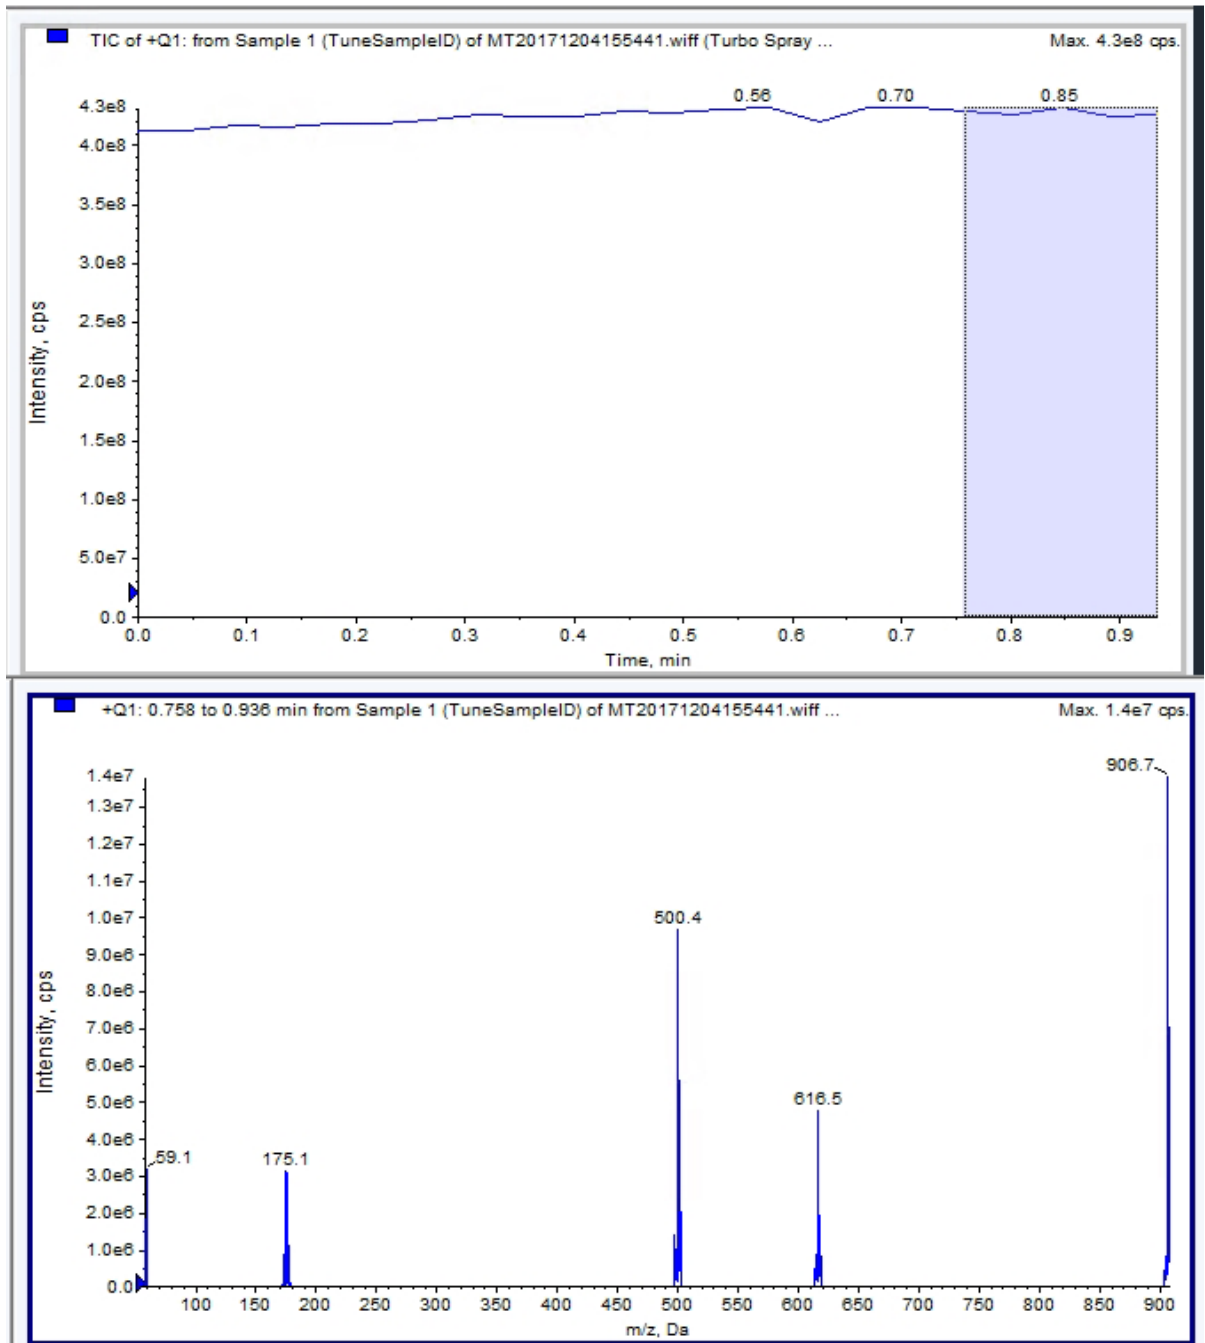 TIC of +Q1: from Sample 1 (TuneSampleID) of MT20171204155441.wiff (Turbo Spray ... Max. 4.3e8 cps.
0.56 0.70 0.85
4.3e8
4.0e8
3.5e8
3.0e8
2.5e8
2.0e8
1.5e8
1.0e8
5.0e7
0.0
Intensity, cps
0.0 0.1 0.2 0.3 0.4 0.5 0.6 0.7 0.8 0.9
Time, min
+Q1: 0.758 to 0.936 min from Sample 1 (TuneSampleID) of MT20171204155441.wiff ... Max. 1.4e7 cps.
906.7
1.4e7
1.3e7
1.2e7
1.1e7
1.0e7
500.4
9.0e6
8.0e6
7.0e6
6.0e6
5.0e6
616.5
4.0e6
3.0e6
59.1 175.1
2.0e6
1.0e6
0.0
Intensity, cps
100 150 200 250 300 350 400 450 500 550 600 650 700 750 800 850 900
m/z, Da